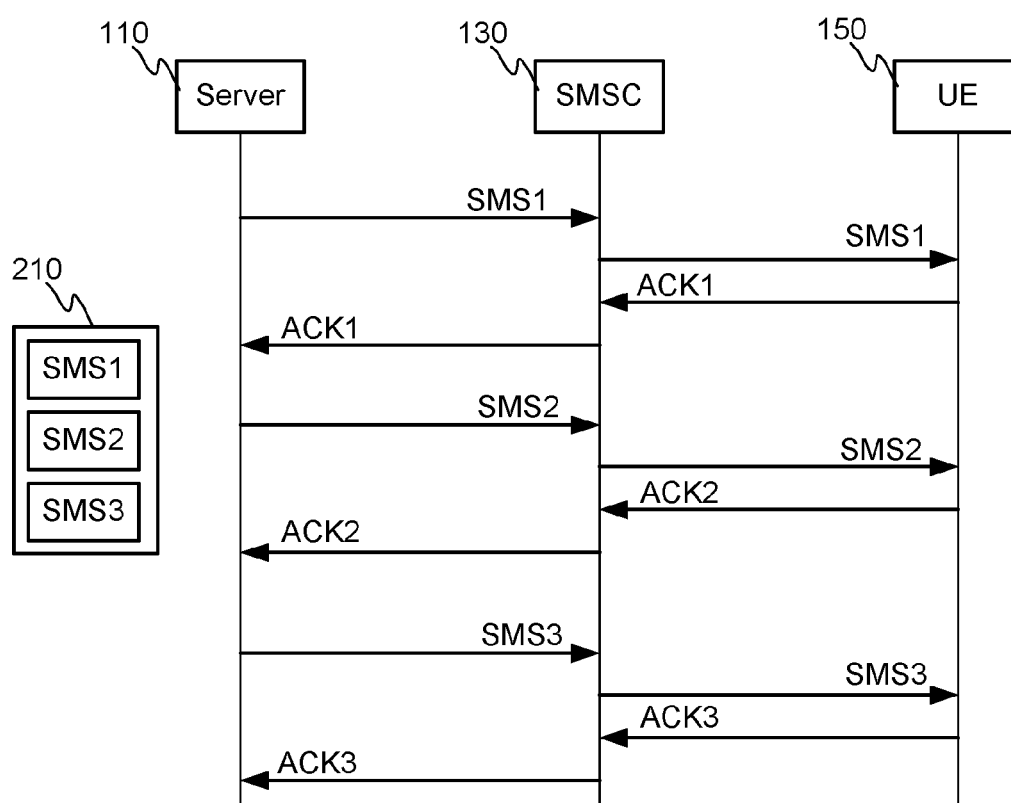 110
130
150
Server
SMSC
UE
SMS1
SMS1
210
ACK1
ACK1
SMS1
SMS2
SMS2
SMS2
ACK2
SMS3
ACK2
SMS3
SMS3
ACK3
ACK3